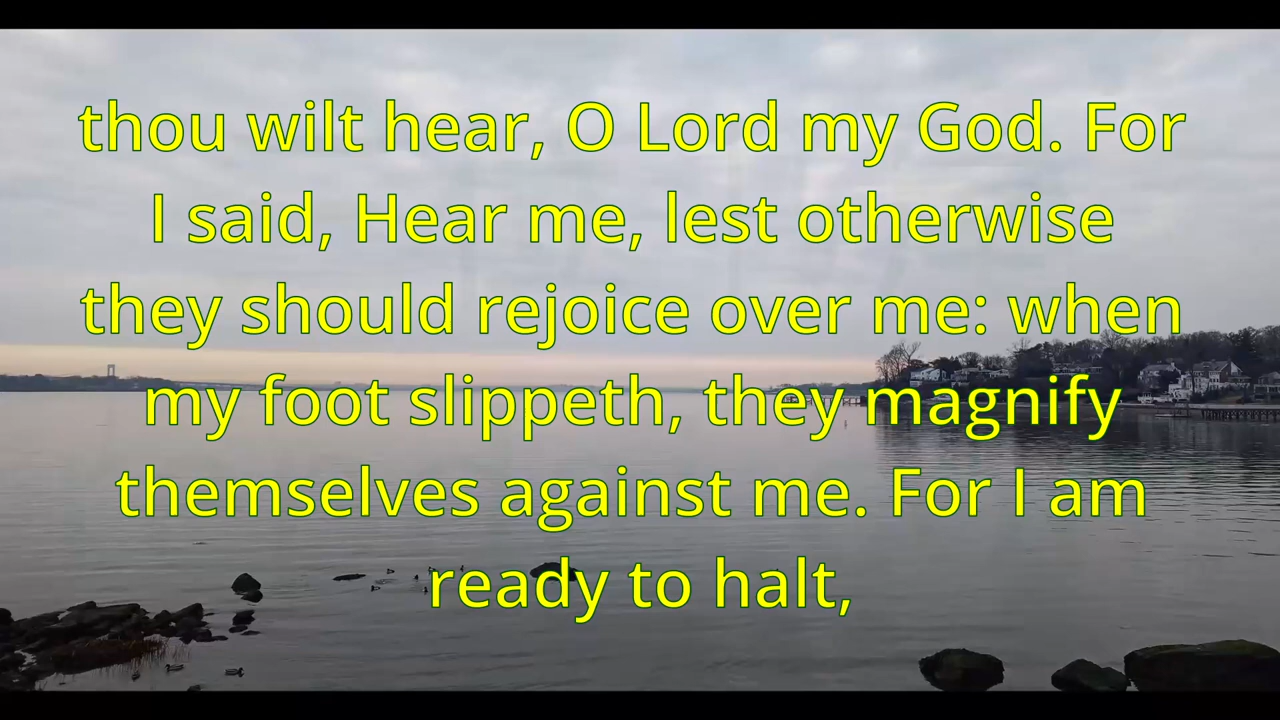 thou wilt hear, O Lord my God. For
I said, Hear me, lest otherwise
they should rejoice over me: when
my foot slippeth, they magnify
themselves against me. For I am
ready to halt,